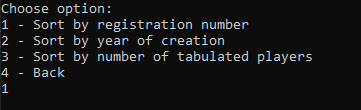 Choose option:
1 - Sort by registration number
2 - Sort by year of creation
3 - Sort by number of tabulated players
4 - Back
1